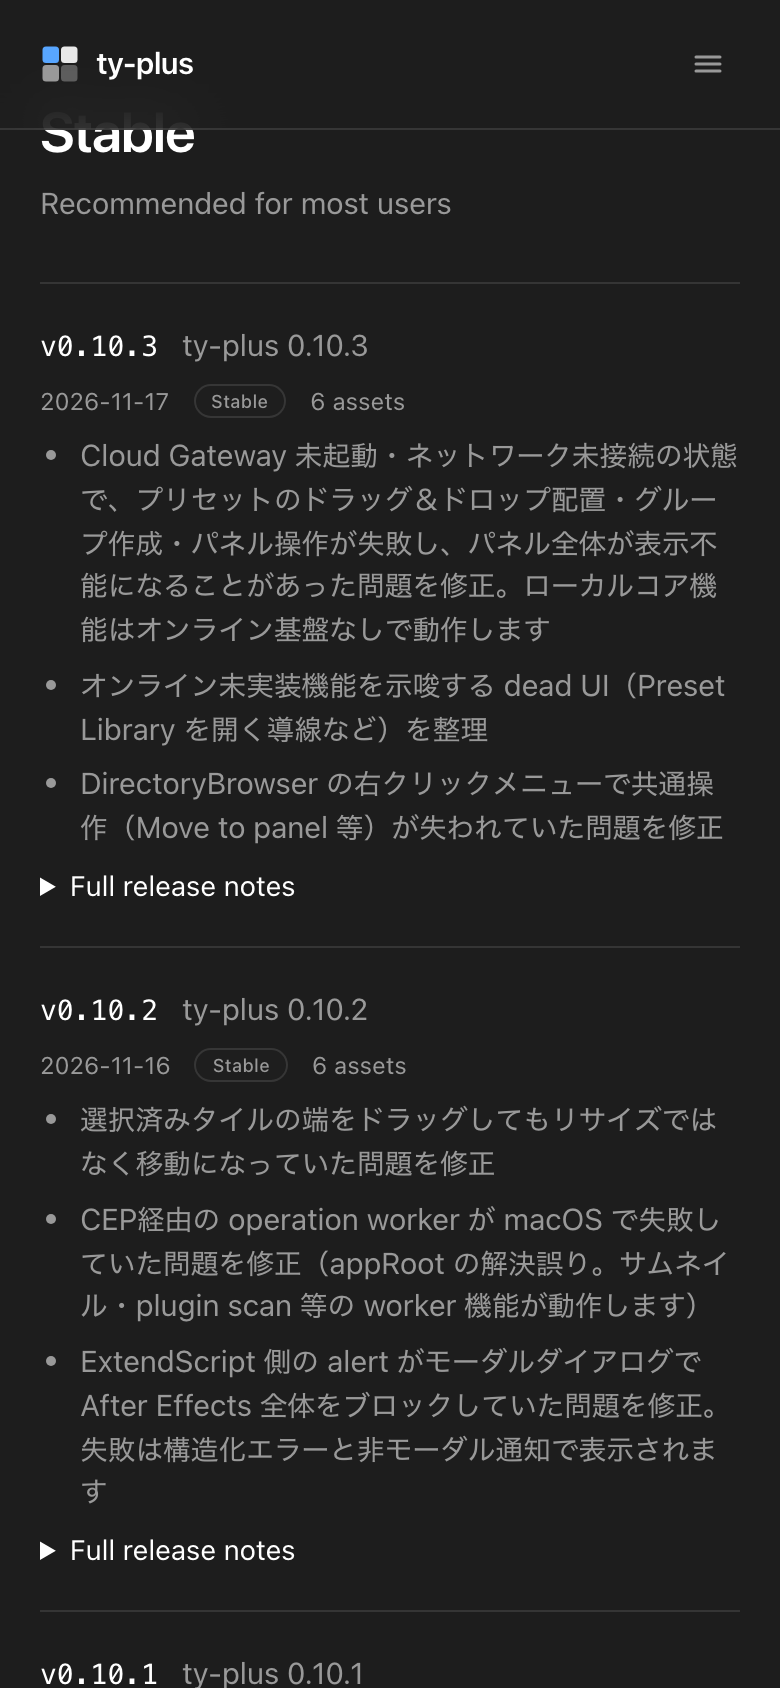 ty-plus
Stable
Recommended for most users
v0.10.3 ty-plus 0.10.3
2026-11-17 Stable 6 assets
• Cloud Gateway 未起動・ネットワーク未接続の状態
で、プリセットのドラッグ＆ドロップ配置・グルー
プ作成・パネル操作が失敗し、パネル全体が表示不
能になることがあった問題を修正。ローカルコア機
能はオンライン基盤なしで動作します
• オンライン未実装機能を示唆する dead UI（Preset
Library を開く導線など）を整理
• DirectoryBrowser の右クリックメニューで共通操
作（Move to panel 等）が失われていた問題を修正
▶ Full release notes
v0.10.2 ty-plus 0.10.2
2026-11-16 Stable 6 assets
• 選択済みタイルの端をドラッグしてもリサイズでは
なく移動になっていた問題を修正
• CEP経由の operation worker が macOS で失敗し
ていた問題を修正（appRoot の解決誤り。サムネイ
ル・plugin scan 等の worker 機能が動作します）
• ExtendScript 側の alert がモーダルダイアログで
After Effects 全体をブロックしていた問題を修正。
失敗は構造化エラーと非モーダル通知で表示されま
す
▶ Full release notes
v0.10.1 ty-plus 0.10.1